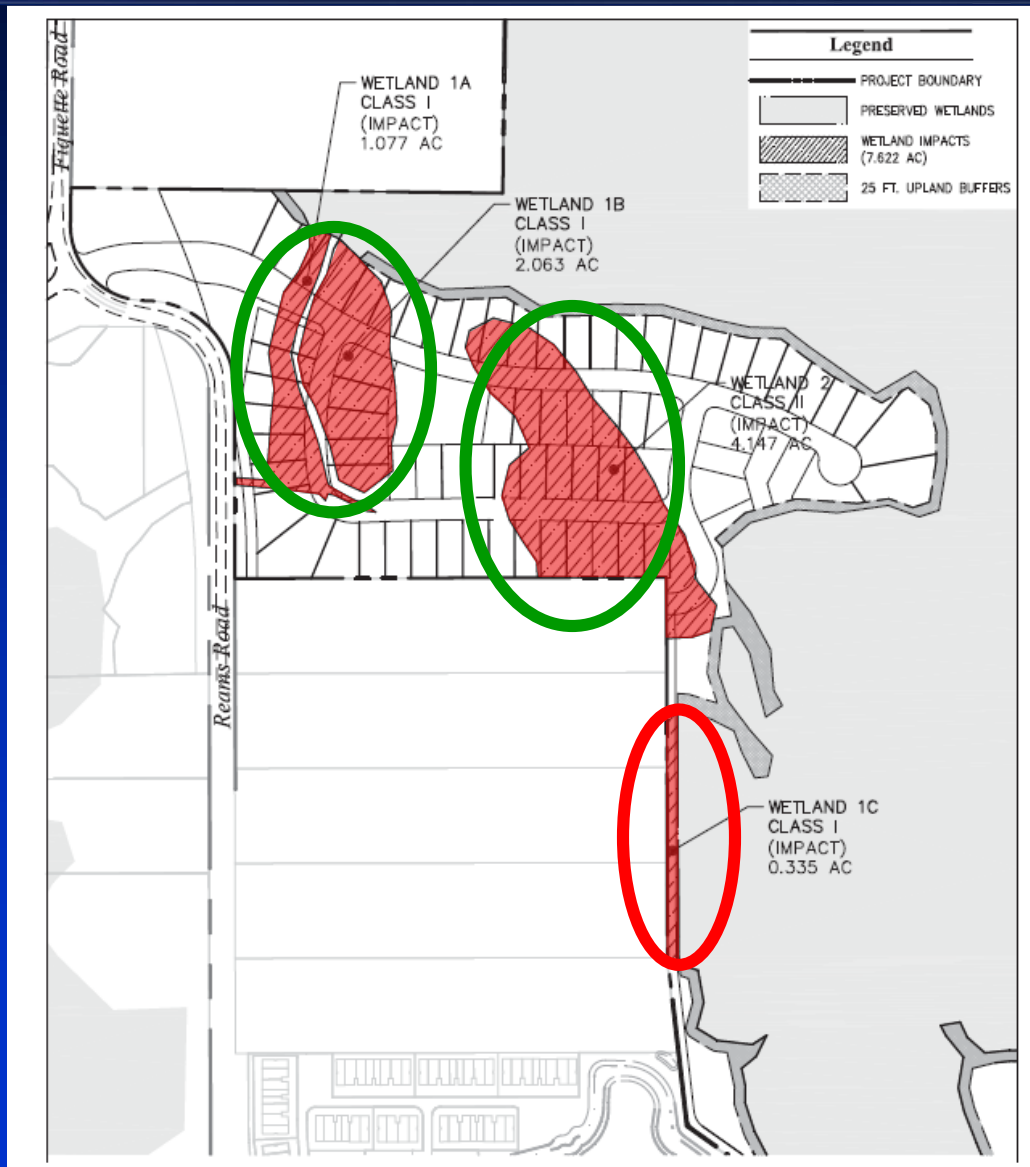 Legend
PROJECT BOUNDARY
PRESERVED WETLANDS
WETLAND IMPACTS
(7.622 AC)
25 FT. UPLAND BUFFERS
Fiquette Road
WETLAND 1A
CLASS I
(IMPACT)
1.077 AC
WETLAND 1B
CLASS I
(IMPACT)
2.063 AC
WETLAND 2
CLASS II
(IMPACT)
4.147 AC
Reams Road
WETLAND 1C
CLASS I
(IMPACT)
0.335 AC